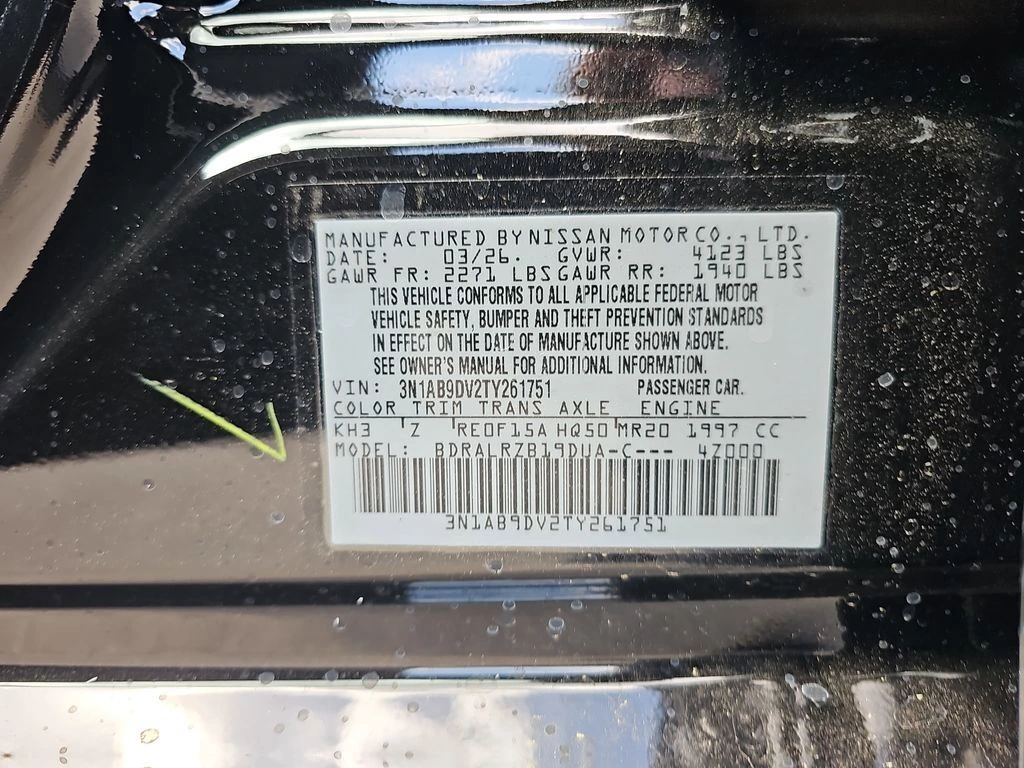 MANUFACTURED BY NISSAN MOTOR CO., LTD.
DATE: 03/26. GVWR: 4123 LBS
GAWR FR: 2271 LBS GAWR RR: 1940 LBS
THIS VEHICLE CONFORMS TO ALL APPLICABLE FEDERAL MOTOR
VEHICLE SAFETY, BUMPER AND THEFT PREVENTION STANDARDS
IN EFFECT ON THE DATE OF MANUFACTURE SHOWN ABOVE.
SEE OWNER'S MANUAL FOR ADDITIONAL INFORMATION.
VIN: 3N1AB9DV2TY261751 PASSENGER CAR.
COLOR TRIM TRANS AXLE ENGINE
KH3 Z RE0F15A HQ50 MR20 1997 CC
MODEL: BDRALRZB19DUA-C--- 4Z000
3N1AB9DV2TY261751